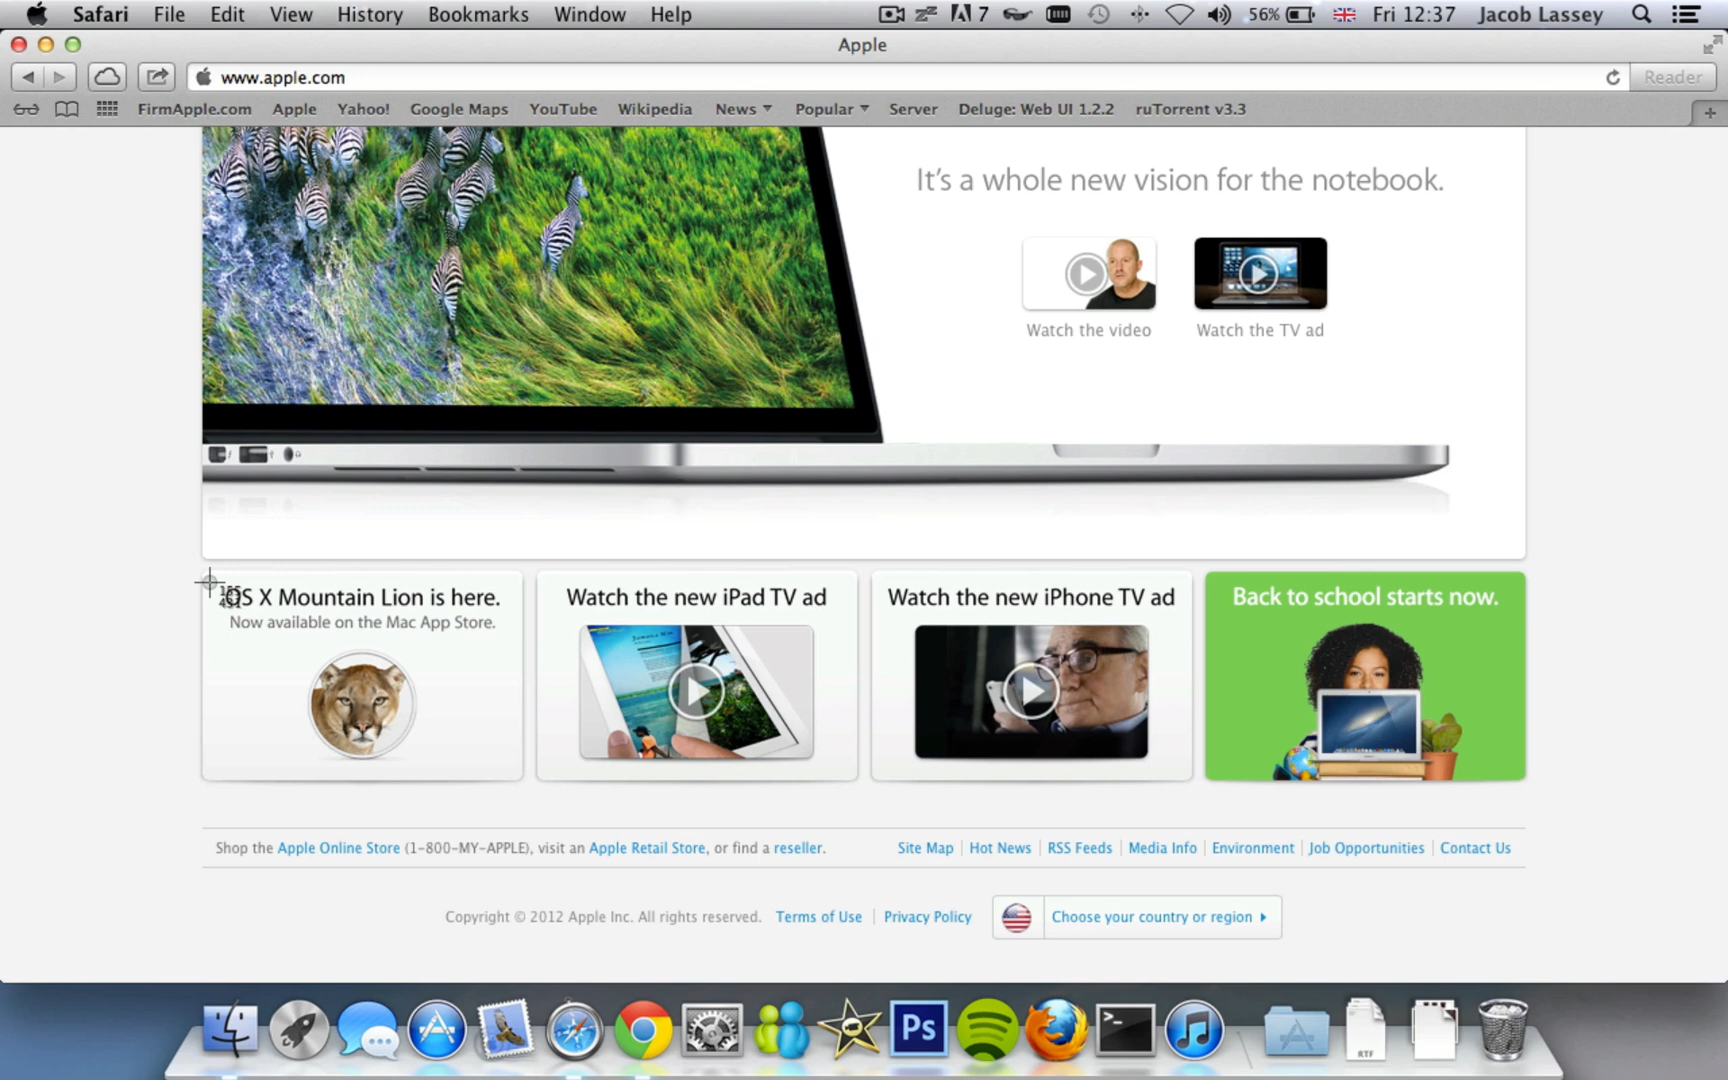 Safari File Edit View History Bookmarks Window Help 7 56% Fri 12:37 Jacob Lassey
Apple
www.apple.com Reader
FirmApple.com Apple Yahoo! Google Maps YouTube Wikipedia News Popular Server Deluge: Web UI 1.2.2 ruTorrent v3.3
It's a whole new vision for the notebook.
Watch the video Watch the TV ad
OS X Mountain Lion is here. Watch the new iPad TV ad Watch the new iPhone TV ad Back to school starts now.
Now available on the Mac App Store.
Shop the Apple Online Store (1-800-MY-APPLE), visit an Apple Retail Store, or find a reseller. Site Map Hot News RSS Feeds Media Info Environment Job Opportunities Contact Us
Copyright © 2012 Apple Inc. All rights reserved. Terms of Use Privacy Policy Choose your country or region
Ps
RTF